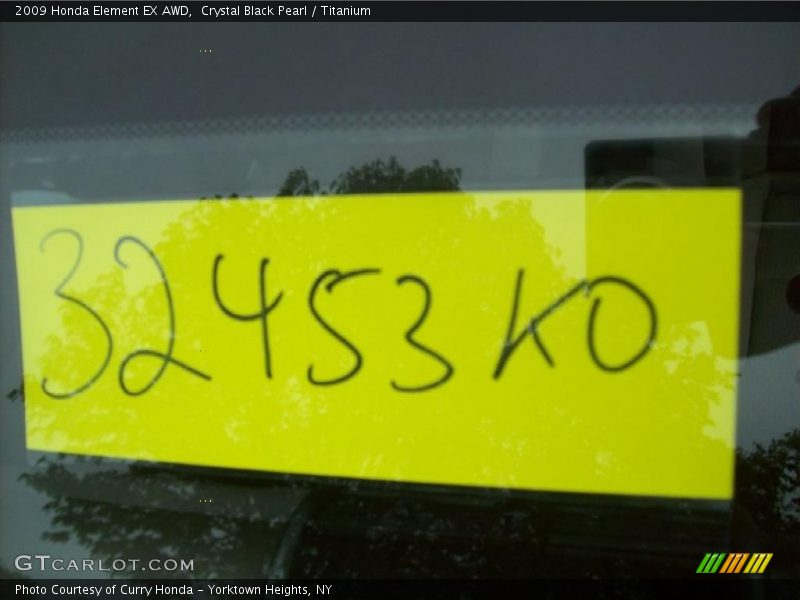 2009 Honda Element EX AWD, Crystal Black Pearl / Titanium
32453KO
GTCARLOT.COM
Photo Courtesy of Curry Honda - Yorktown Heights, NY